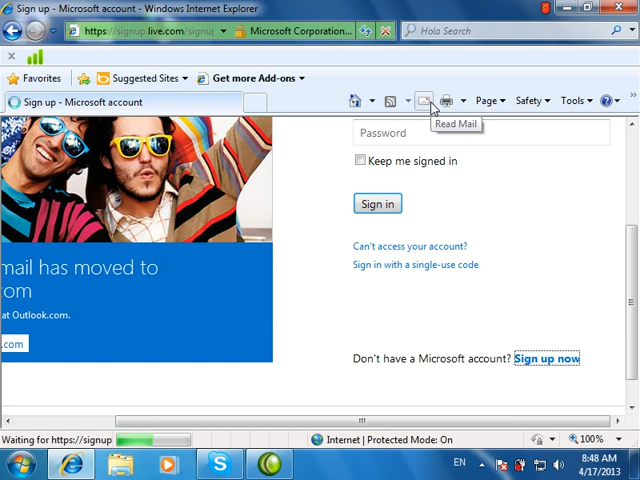 Sign up - Microsoft account - Windows Internet Explorer
https://signup.live.com/signu
Microsoft Corporation...
Hola Search
Favorites
Suggested Sites
Get more Add-ons
Sign up - Microsoft account
Page
Safety
Tools
Read Mail
Password
Keep me signed in
Sign in
mail has moved to
com
at Outlook.com.
.com
Can't access your account?
Sign in with a single-use code
Don't have a Microsoft account? Sign up now
Waiting for https://signup
Internet | Protected Mode: On
100%
EN
8:48 AM
4/17/2013